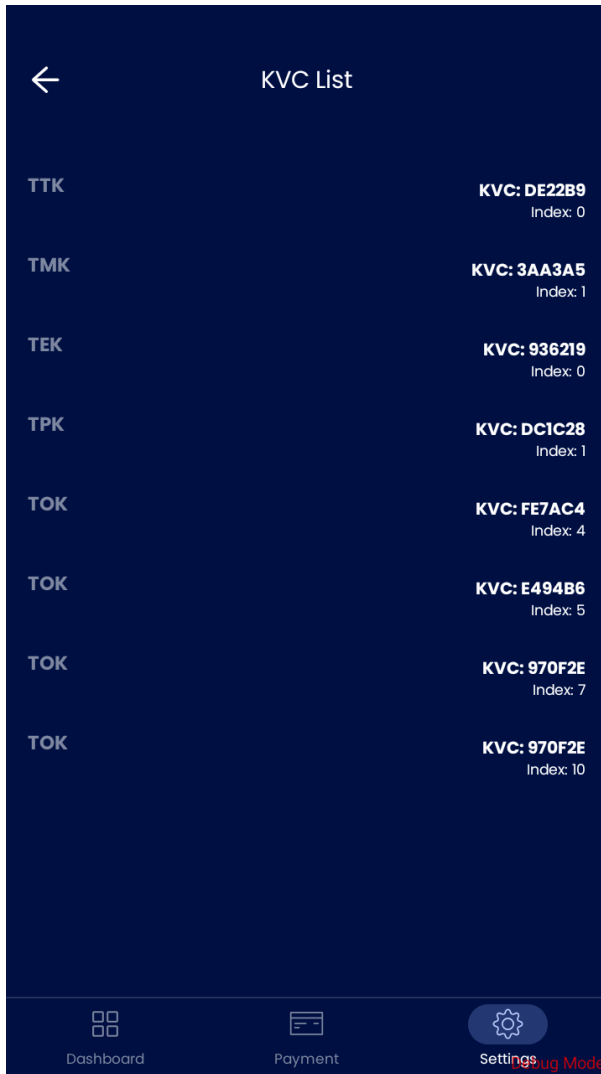 KVC List
TTK
KVC: DE22B9
Index: 0
TMK
KVC: 3AA3A5
Index: 1
TEK
KVC: 936219
Index: 0
TPK
KVC: DC1C28
Index: 1
TOK
KVC: FE7AC4
Index: 4
TOK
KVC: E494B6
Index: 5
TOK
KVC: 970F2E
Index: 7
TOK
KVC: 970F2E
Index: 10
Dashboard
Payment
Settings
Debug Mode